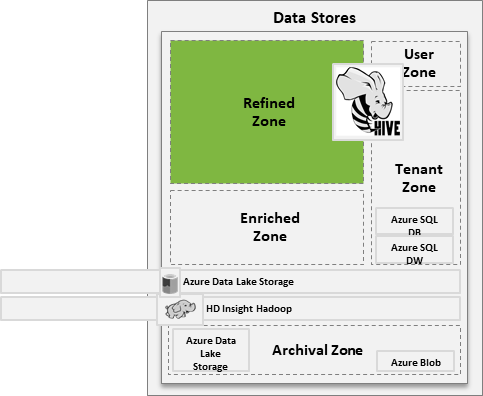 Data Stores
Refined
Zone
User
Zone
HIVE
Tenant
Zone
Azure SQL
DB
Azure SQL
DW
Enriched
Zone
Azure Data Lake Storage
HD Insight Hadoop
Azure Data
Lake
Storage
Archival Zone
Azure Blob